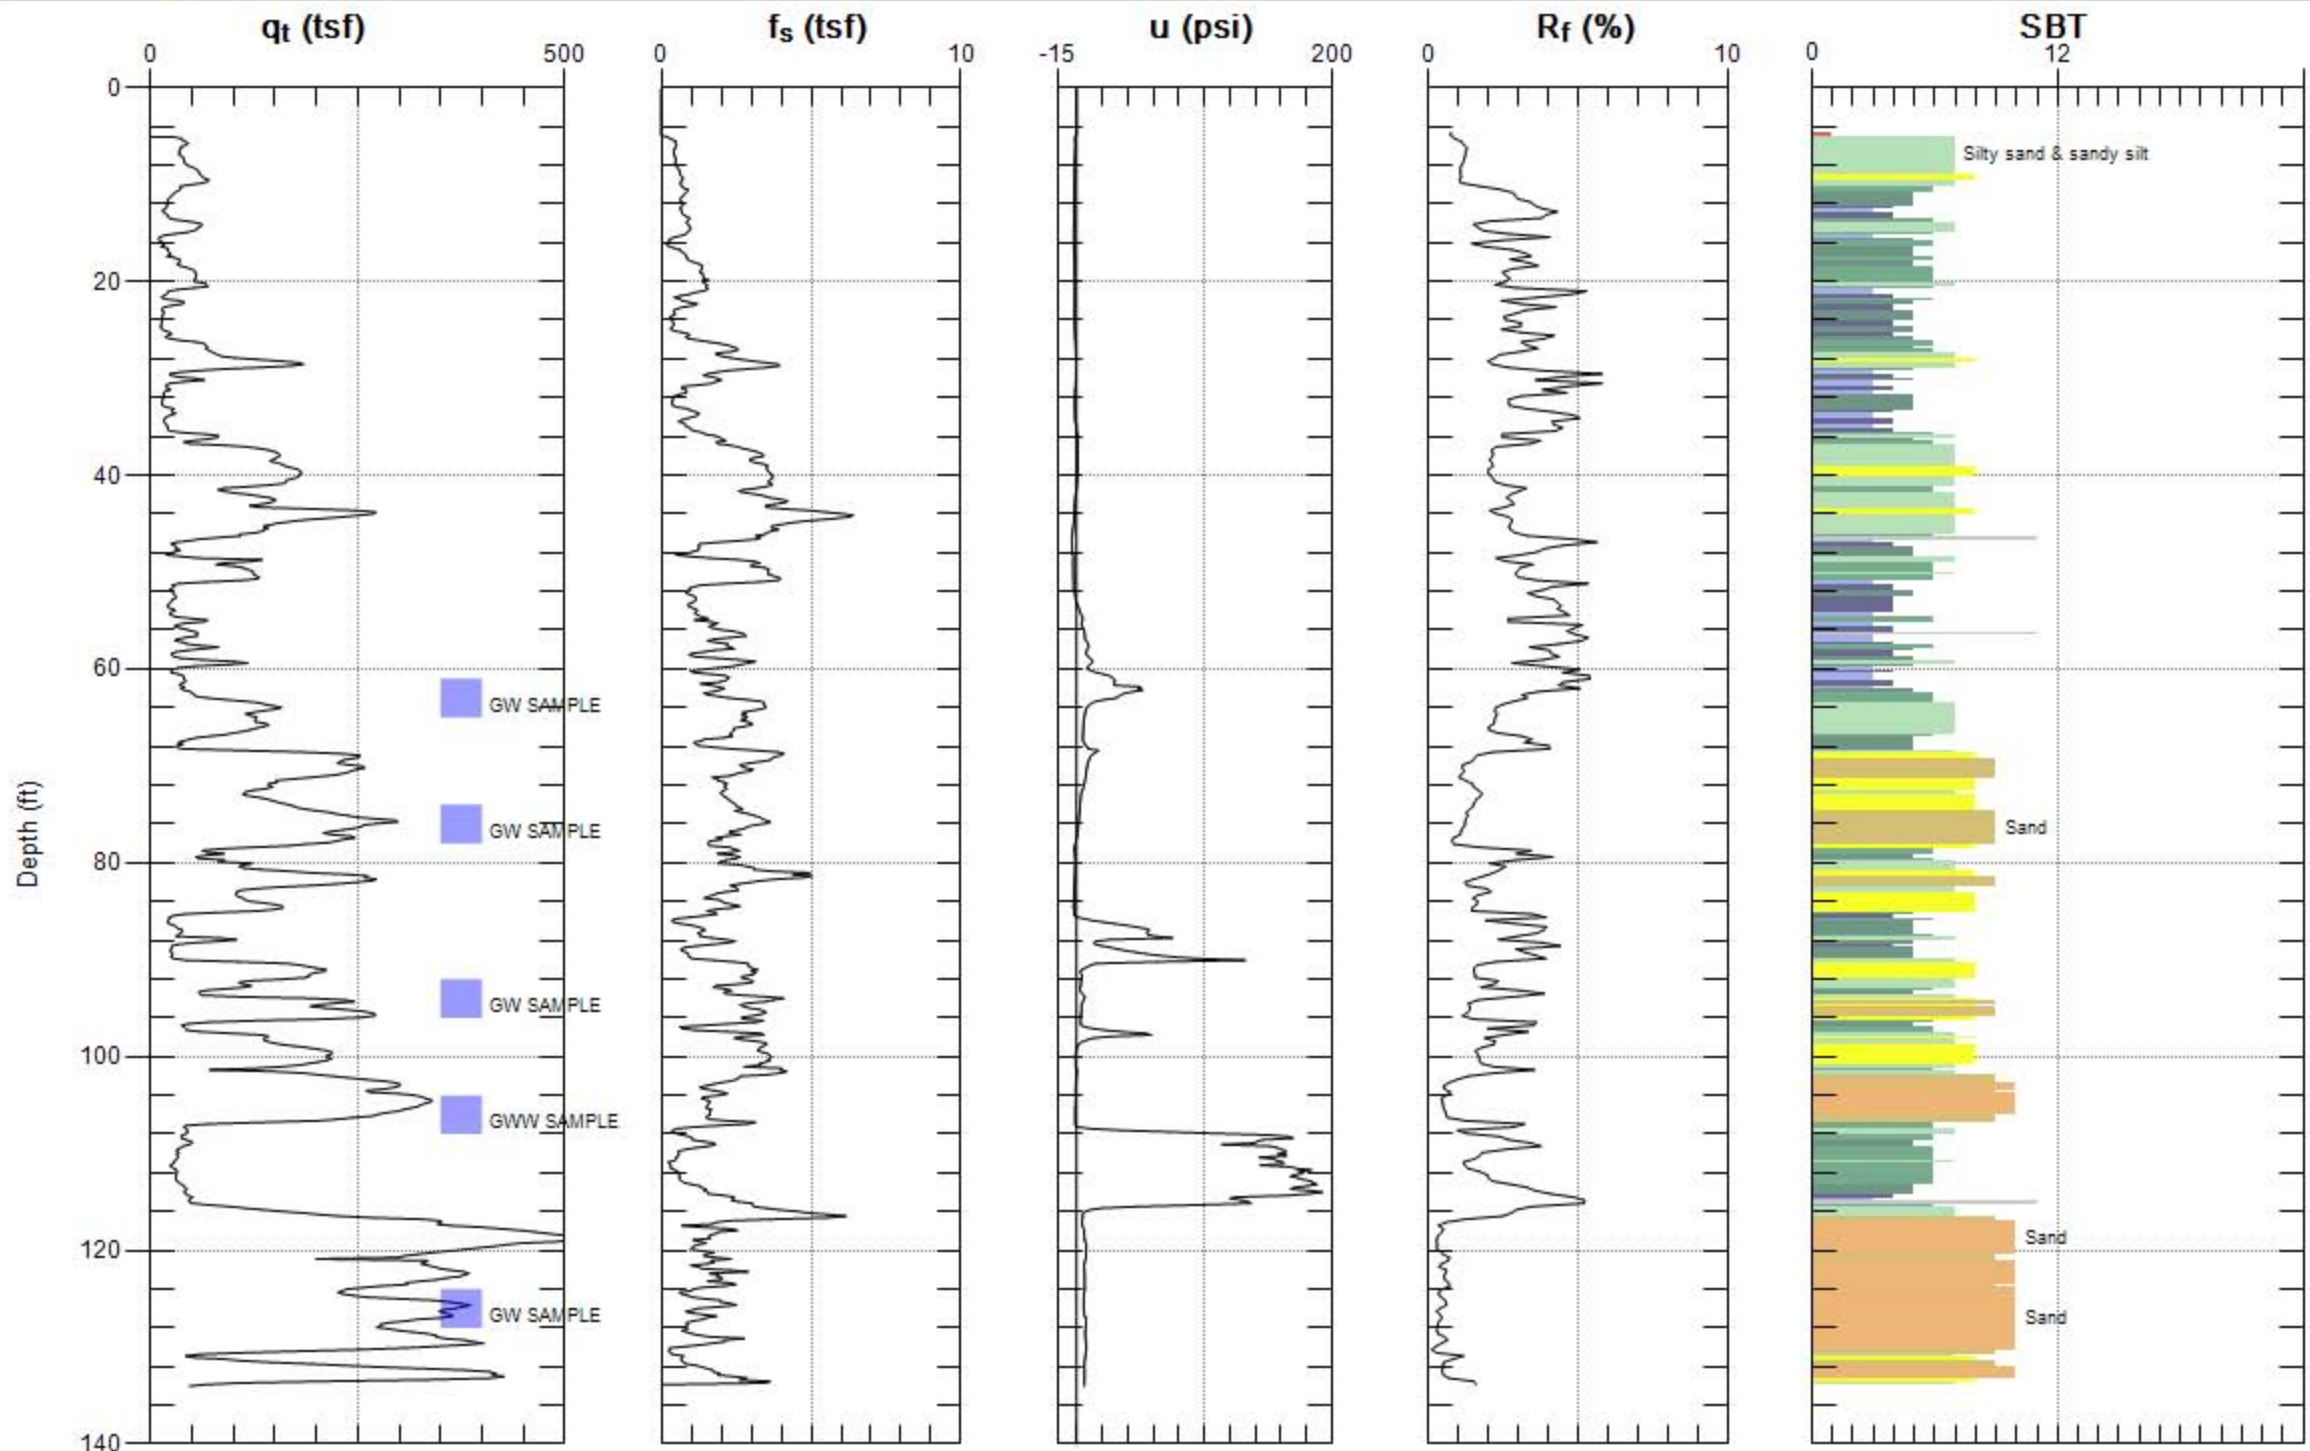 qt (tsf) fs (tsf) u (psi) Rf (%) SBT
0 500 0 10 -15 200 0 10 0 12
0
Silty sand & sandy silt
20
40
60
GW SAMPLE
Depth (ft)
GW SAMPLE
Sand
80
GW SAMPLE
100
GWW SAMPLE
Sand
120
GW SAMPLE
Sand
140